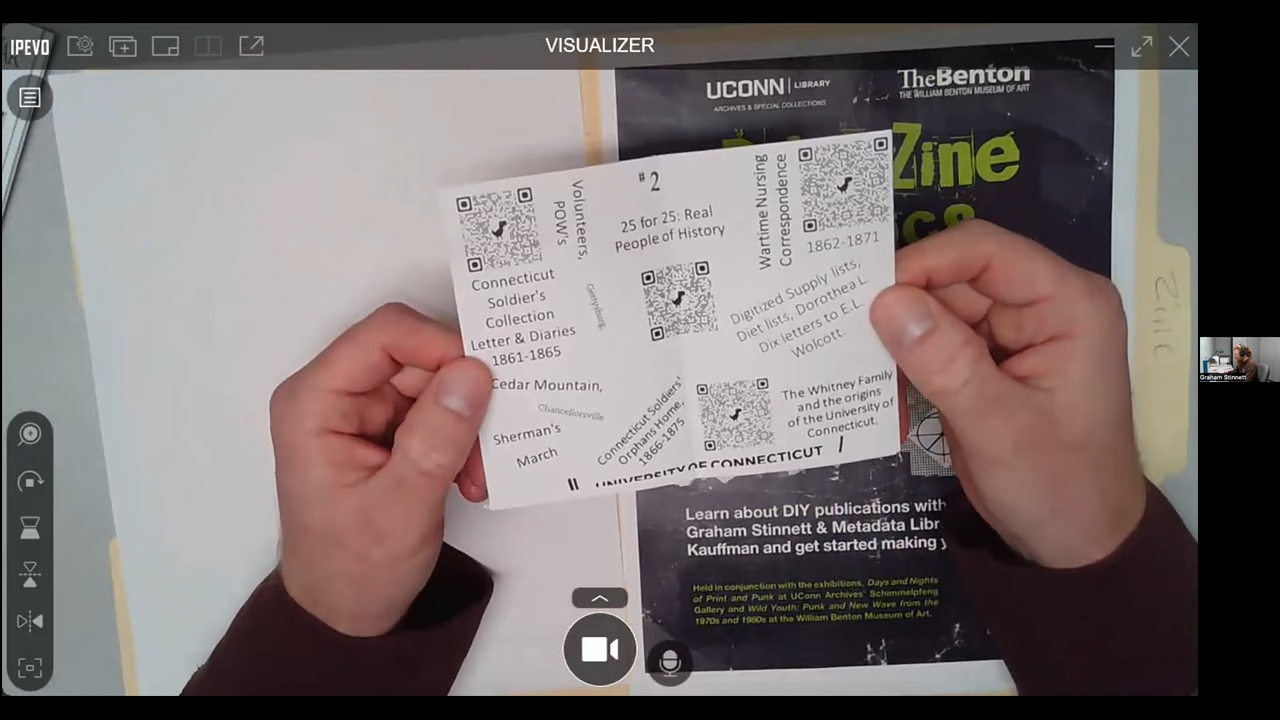 IPEVO
VISUALIZER
UCONN | LIBRARY
ARCHIVES & SPECIAL COLLECTIONS
TheBenton
THE WILLIAM BENTON MUSEUM OF ART
Zine
#2
25 for 25: Real
People of History
Volunteers,
POW's
Gettysburg,
Connecticut
Soldier's
Collection
Letter & Diaries
1861-1865
Cedar Mountain,
Chancellorsville
Sherman's
March
Wartime Nursing
Correspondence
1862-1871
Digitized Supply lists,
Diet lists, Dorothea L.
Dix letters to E.L.
Wolcott.
Connecticut Soldiers'
Orphans Home,
1866-1875
The Whitney Family
and the origins
of the University of
Connecticut.
UNIVERSITY OF CONNECTICUT
Zine
Learn about DIY publications with
Graham Stinnett & Metadata Libr
Kauffman and get started making
Held in conjunction with the exhibitions, Days and Nights
of Print and Punk at UConn Archives' Schimmelpfeng
Gallery and Wild Youth: Punk and New Wave from the
1970s and 1980s at the William Benton Museum of Art.
Graham Stinnett